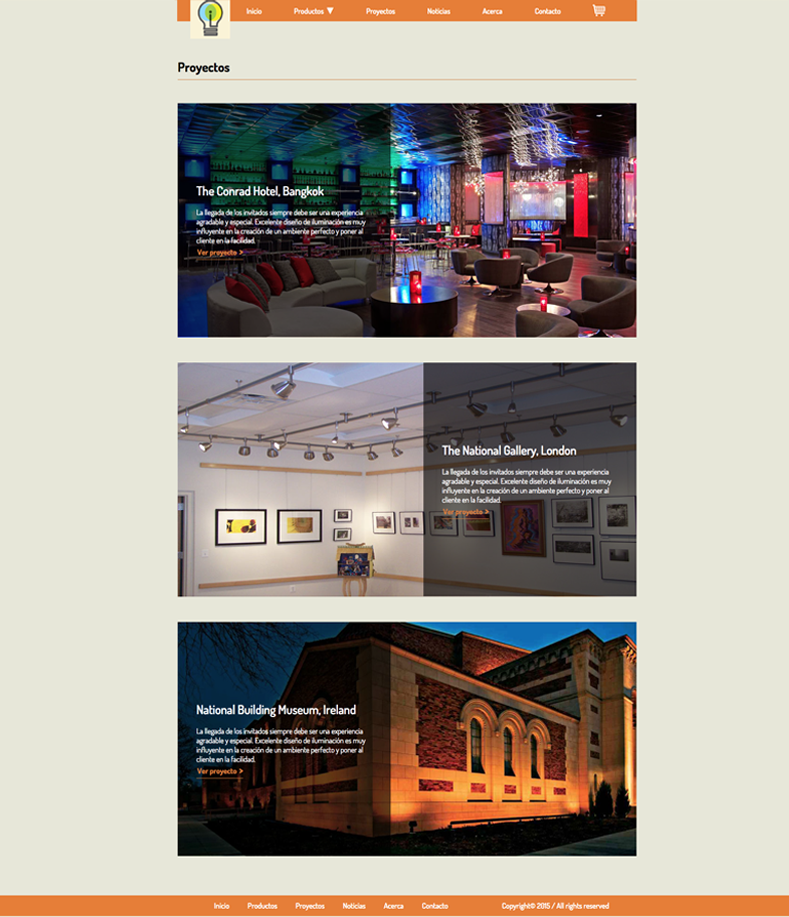 Inicio Productos Proyectos Noticias Acerca Contacto
Proyectos
The Conrad Hotel, Bangkok
La llegada de los invitados siempre debe ser una experiencia
agradable y especial. Excelente diseño de iluminación es muy
influyente en la creación de un ambiente perfecto y poner al
cliente en la facilidad.
Ver proyecto >
The National Gallery, London
La llegada de los invitados siempre debe ser una experiencia
agradable y especial. Excelente diseño de iluminación es muy
influyente en la creación de un ambiente perfecto y poner al
cliente en la facilidad.
Ver proyecto >
National Building Museum, Ireland
La llegada de los invitados siempre debe ser una experiencia
agradable y especial. Excelente diseño de iluminación es muy
influyente en la creación de un ambiente perfecto y poner al
cliente en la facilidad.
Ver proyecto >
Inicio Productos Proyectos Noticias Acerca Contacto Copyright© 2015 / All rights reserved